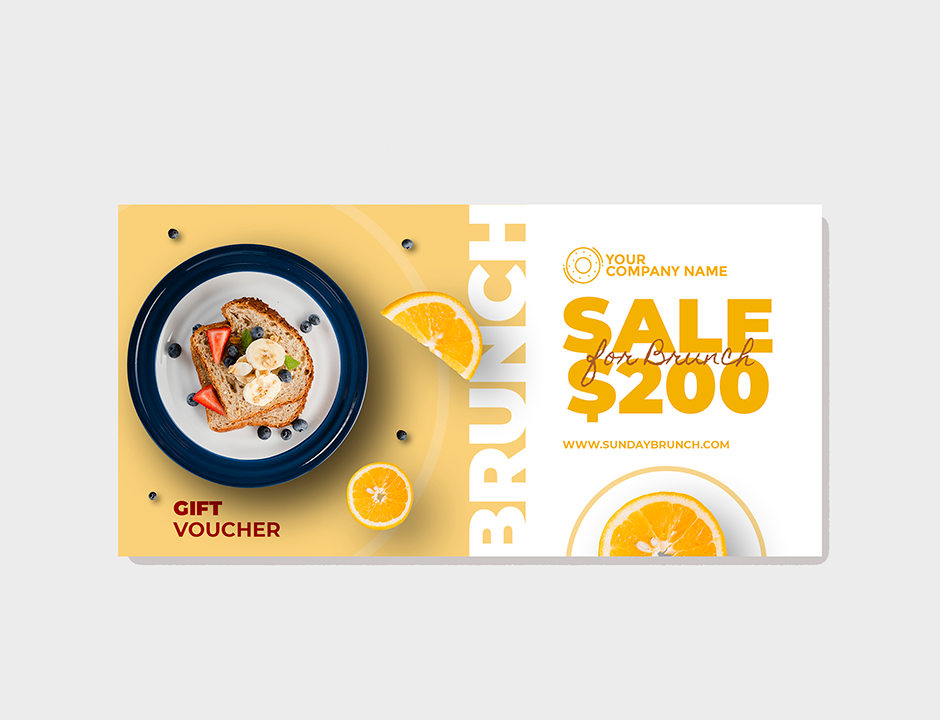 GIFT
VOUCHER
BRUNCH
YOUR
COMPANY NAME
SALE
for Brunch
$200
WWW.SUNDAYBRUNCH.COM